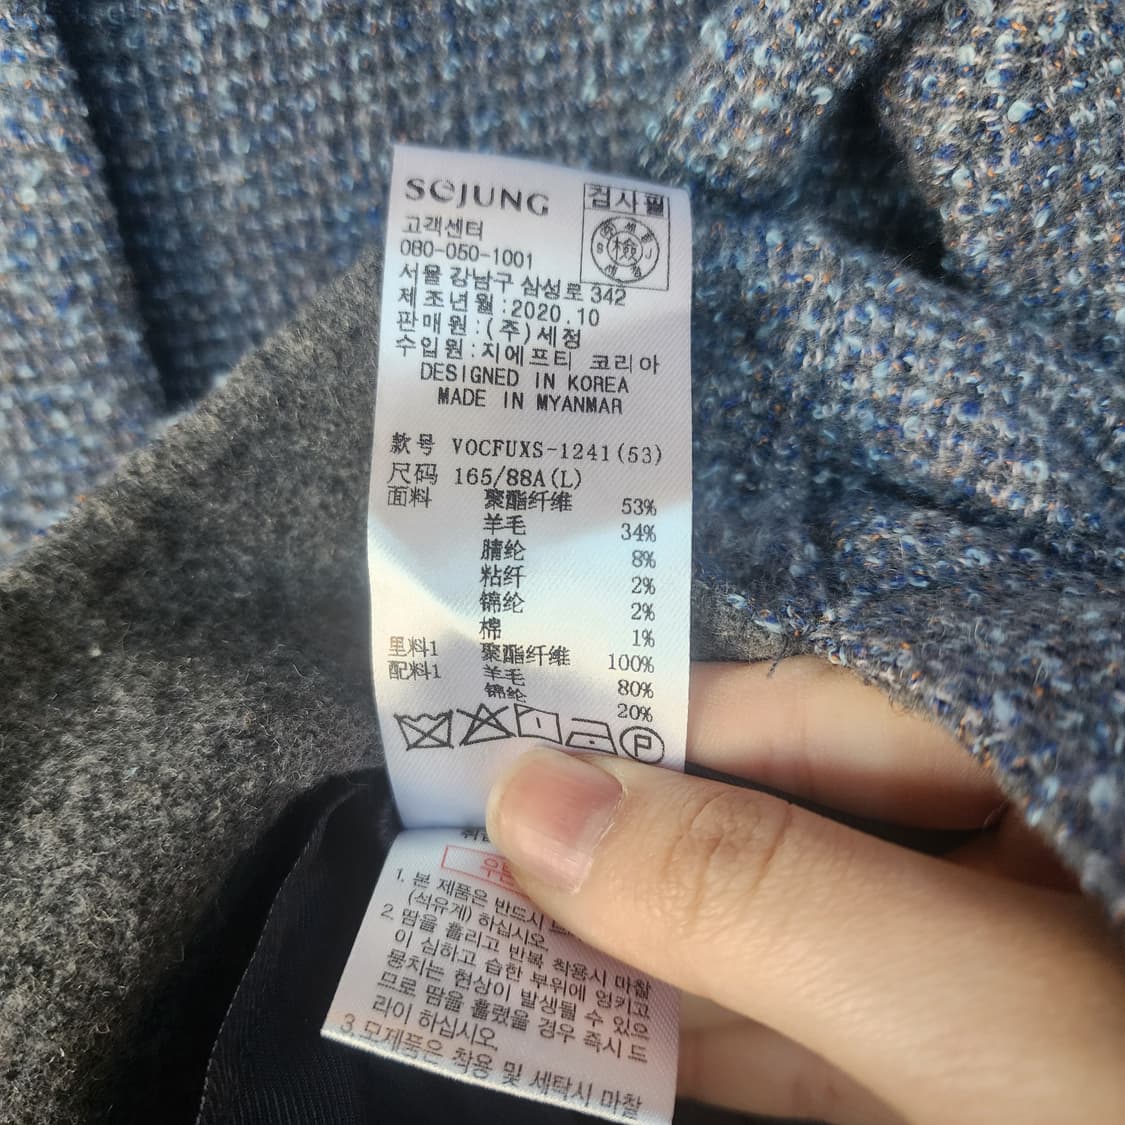 SeJUNG
검사필
檢
고객센터
080-050-1001
서울 강남구 삼성로 342
제조년월:2020.10
판매원:(주)세정
수입원:지에프티 코리아
DESIGNED IN KOREA
MADE IN MYANMAR
款号 VOCFUXS-1241(53)
尺码 165/88A(L)
面料 聚酯纤维 53%
羊毛 34%
腈纶 8%
粘纤 2%
锦纶 2%
棉 1%
里料1 聚酯纤维 100%
配料1 羊毛 80%
锦纶 20%
P
1. 본 제품은 반드시
(석유계) 하십시오
2. 땀을 흘리고 반복 착용시 마찰
이 심하고 습한 부위에 엉키고
뭉치는 현상이 발생될 수 있으
므로 땀을 흘렸을 경우 즉시 드
라이 하십시오
3. 모제품은 착용 및 세탁시 마찰